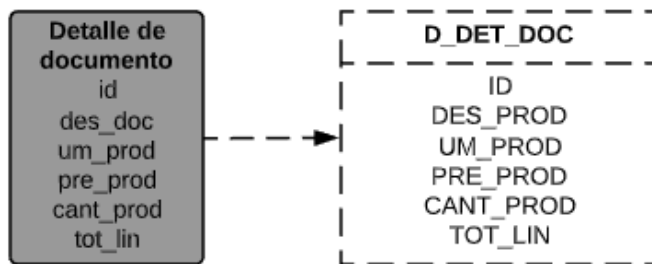 Detalle de
documento
id
des_doc
um_prod
pre_prod
cant_prod
tot_lin
D_DET_DOC
ID
DES_PROD
UM_PROD
PRE_PROD
CANT_PROD
TOT_LIN